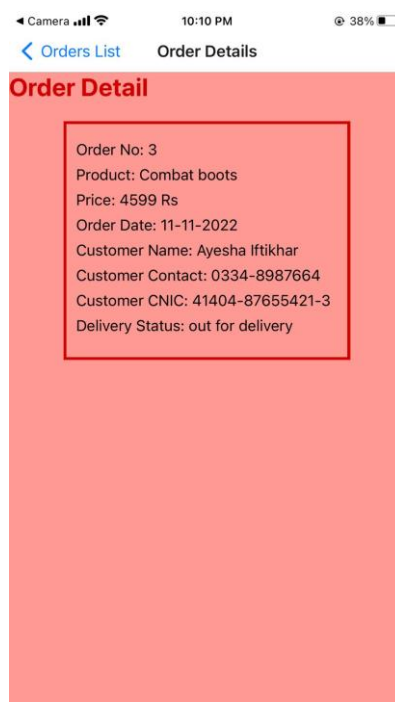 ◀ Camera
10:10 PM
38%
Orders List
Order Details
Order Detail
Order No: 3
Product: Combat boots
Price: 4599 Rs
Order Date: 11-11-2022
Customer Name: Ayesha Iftikhar
Customer Contact: 0334-8987664
Customer CNIC: 41404-87655421-3
Delivery Status: out for delivery